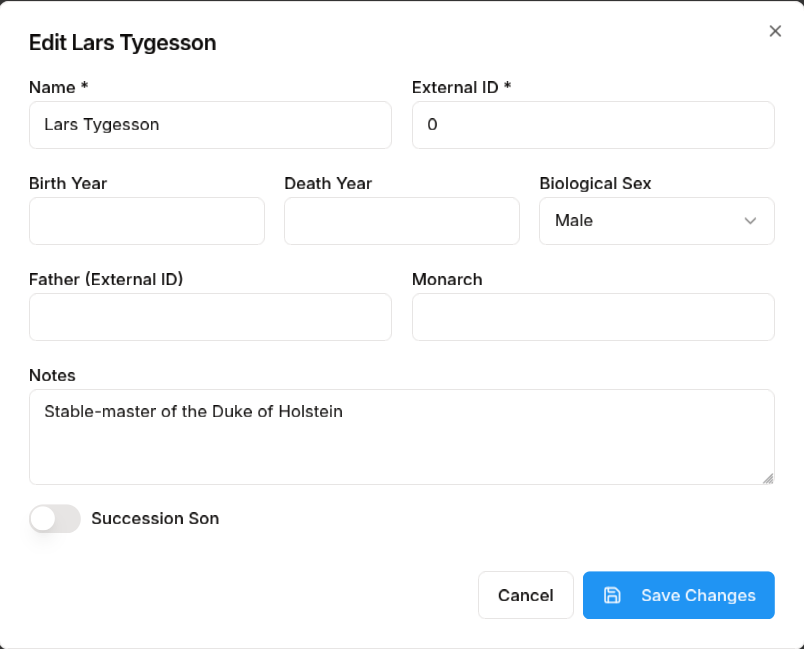 Edit Lars Tygesson
Name *
External ID *
Lars Tygesson
0
Birth Year
Death Year
Biological Sex
Male
Father (External ID)
Monarch
Notes
Stable-master of the Duke of Holstein
Succession Son
Cancel
Save Changes